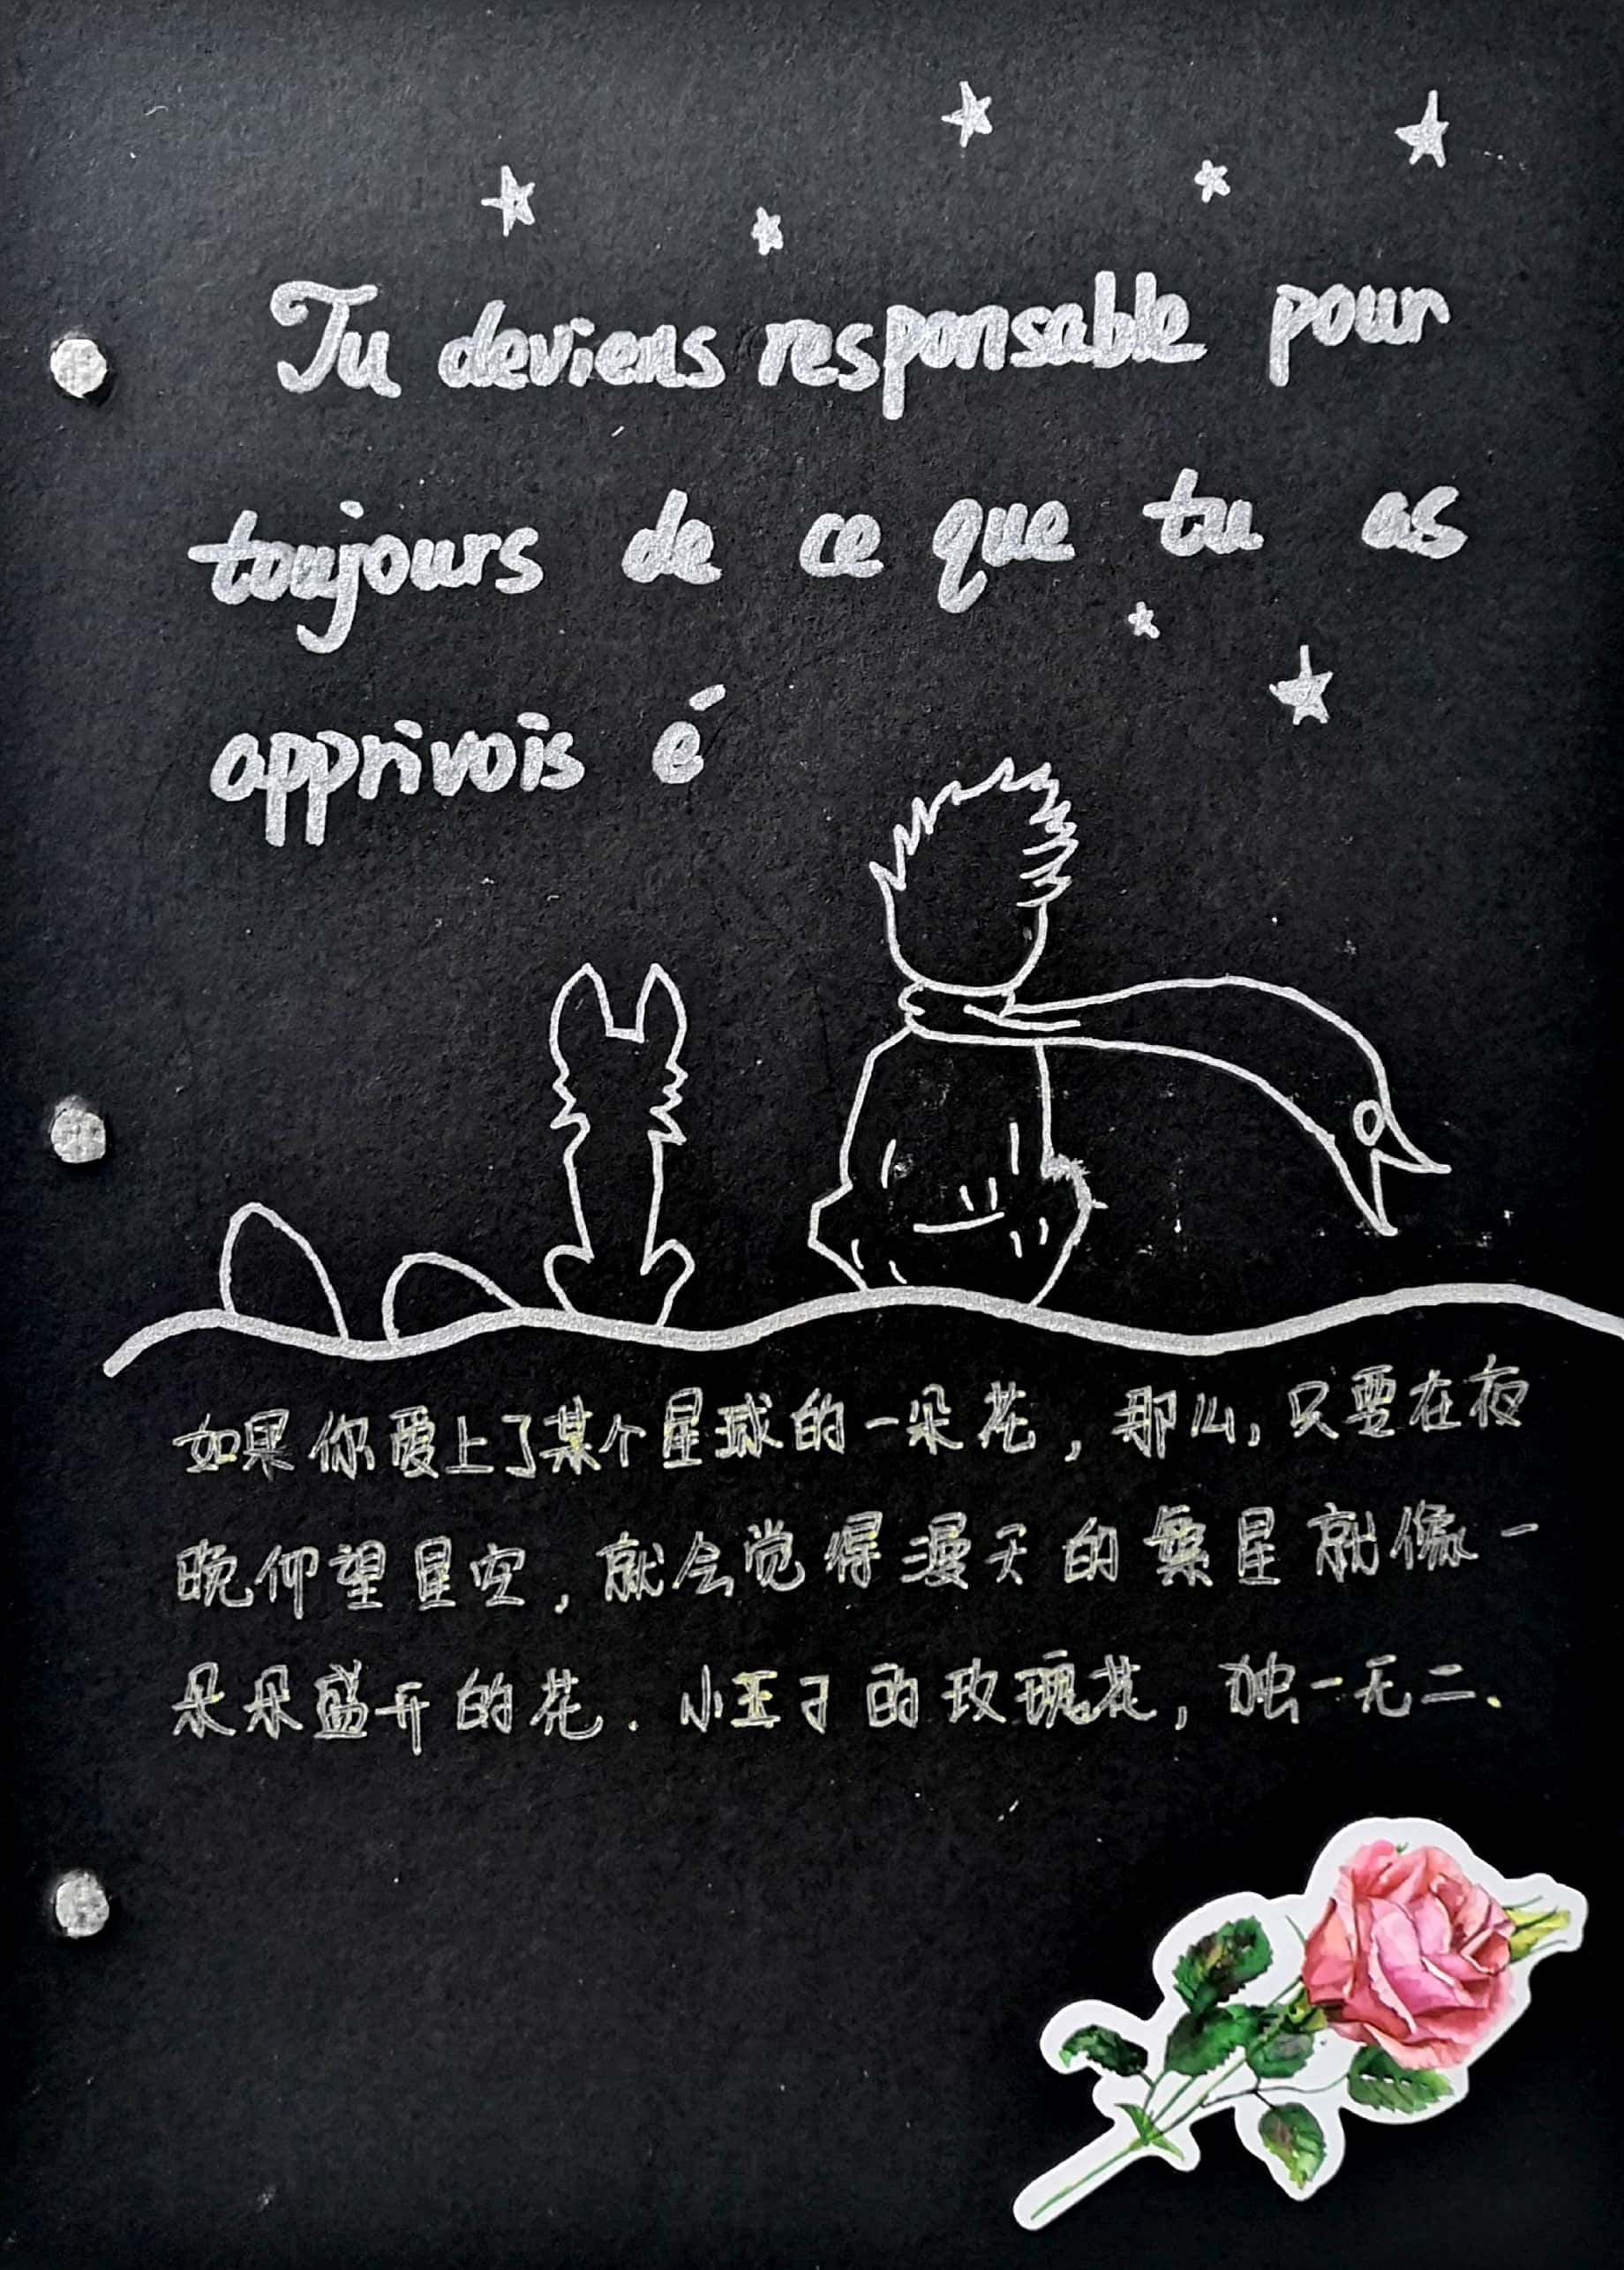 Tu deviens responsable pour
toujours de ce que tu as
apprivois é
如果你爱上了某个星球的一朵花，那么，只要在夜
晚仰望星空，就会觉得漫天的繁星就像一
朵朵盛开的花．小王子的玫瑰花，独一无二、